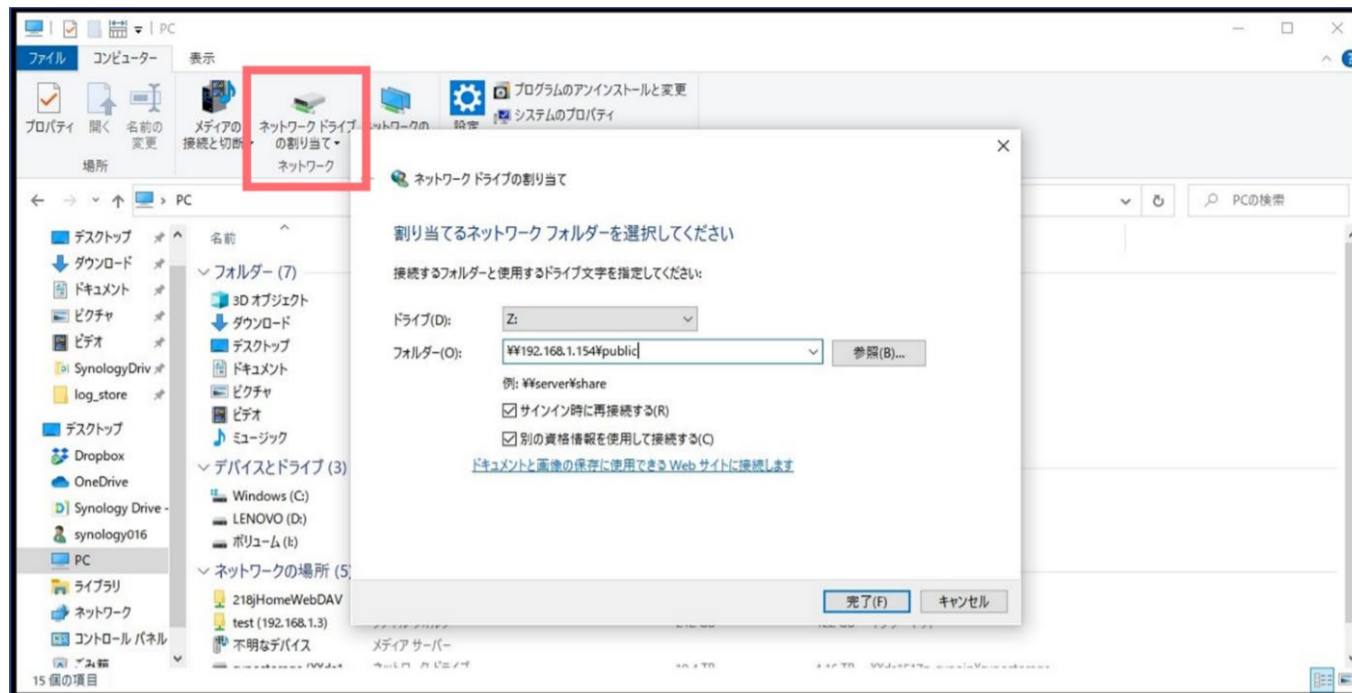 PC
ファイル
コンピューター
表示
プロパティ
開く
名前の
変更
場所
メディアの
接続と切断
ネットワーク ドライブ
の割り当て
ネットワーク
設定
プログラムのアンインストールと変更
システムのプロパティ
PC
PCの検索
デスクトップ
ダウンロード
ドキュメント
ピクチャ
ビデオ
SynologyDriv
log_store
デスクトップ
Dropbox
OneDrive
Synology Drive -
synology016
PC
ライブラリ
ネットワーク
コントロール パネル
ごみ箱
名前
フォルダー (7)
3D オブジェクト
ダウンロード
デスクトップ
ドキュメント
ピクチャ
ビデオ
ミュージック
デバイスとドライブ (3)
Windows (C:)
LENOVO (D:)
ボリューム (I:)
ネットワークの場所 (5)
218jHomeWebDAV
test (192.168.1.3)
不明なデバイス
メディア サーバー
ネットワーク ドライブの割り当て
割り当てるネットワーク フォルダーを選択してください
接続するフォルダーと使用するドライブ文字を指定してください:
ドライブ(D):
Z:
フォルダー(O):
¥¥192.168.1.154¥public
参照(B)...
例: ¥¥server¥share
サインイン時に再接続する(R)
別の資格情報を使用して接続する(C)
ドキュメントと画像の保存に使用できる Web サイトに接続します
完了(F)
キャンセル
15 個の項目